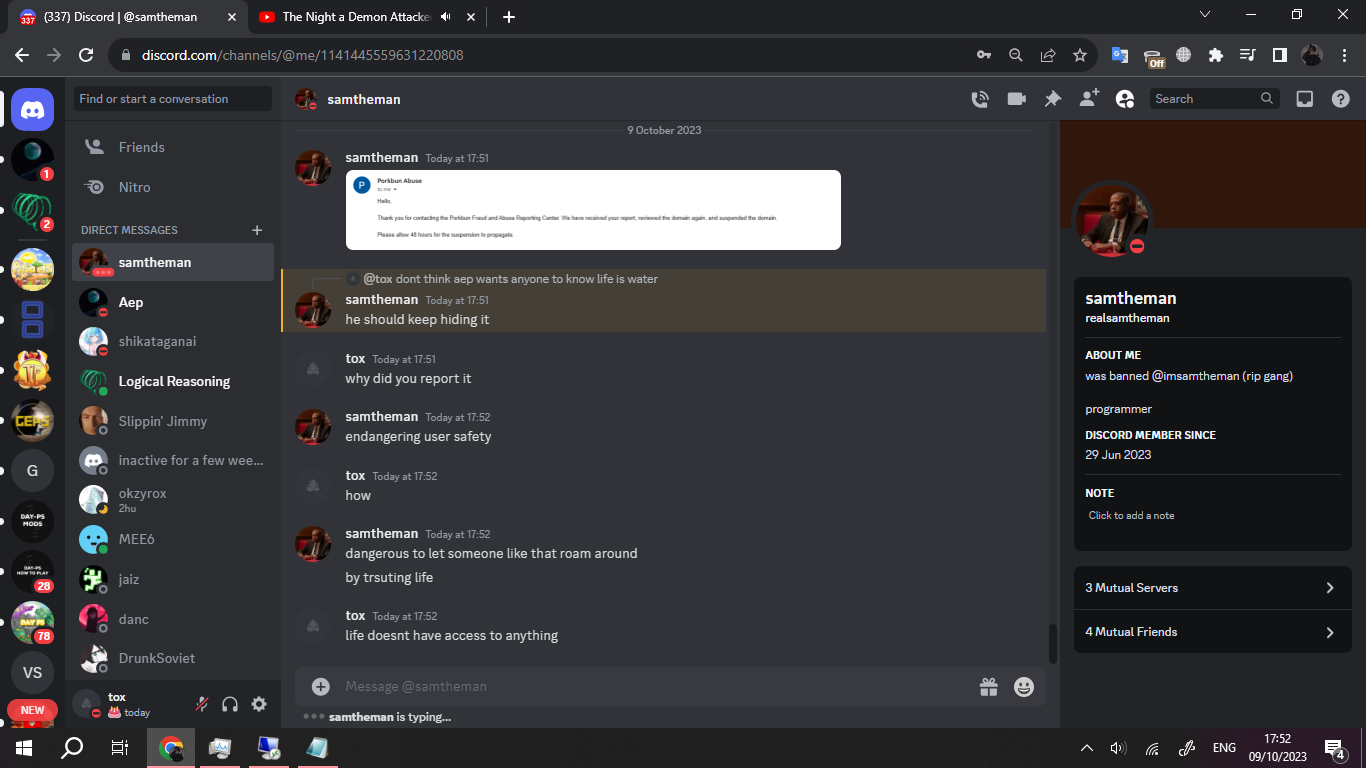 (337) Discord | @samtheman
The Night a Demon Attacke
discord.com/channels/@me/1141445559631220808
Off
337
Find or start a conversation
samtheman
Search
1
Friends
2
Nitro
DIRECT MESSAGES
samtheman
Aep
shikataganai
Logical Reasoning
Slippin' Jimmy
inactive for a few wee...
okzyrox
2hu
MEE6
jaiz
danc
DrunkSoviet
GEPS
G
DAY-PS
MODS
DAY-PS
HOW TO PLAY
28
DAY PS
78
VS
NEW
tox
today
9 October 2023
samtheman Today at 17:51
P
Porkbun Abuse
to me
Hello,
Thank you for contacting the Porkbun Fraud and Abuse Reporting Center. We have received your report, reviewed the domain again, and suspended the domain.
Please allow 48 hours for the suspension to propagate.
@tox dont think aep wants anyone to know life is water
samtheman Today at 17:51
he should keep hiding it
tox Today at 17:51
why did you report it
samtheman Today at 17:52
endangering user safety
tox Today at 17:52
how
samtheman Today at 17:52
dangerous to let someone like that roam around
by trsuting life
tox Today at 17:52
life doesnt have access to anything
Message @samtheman
samtheman is typing...
samtheman
realsamtheman
ABOUT ME
was banned @imsamtheman (rip gang)
programmer
DISCORD MEMBER SINCE
29 Jun 2023
NOTE
Click to add a note
3 Mutual Servers
4 Mutual Friends
ENG
17:52
09/10/2023
4